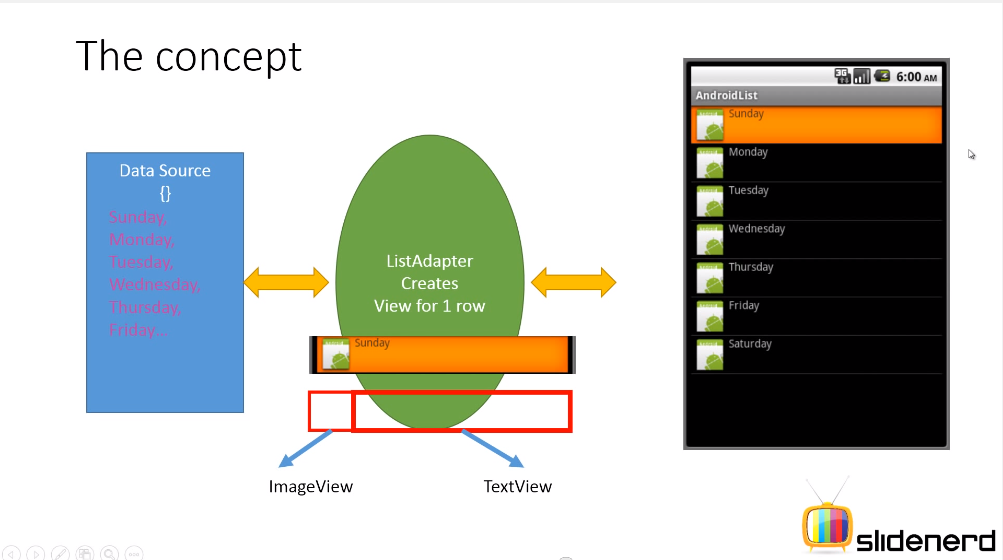 The concept
Data Source
{}
Sunday,
Monday,
Tuesday,
Wednesday,
Thursday,
Friday...
ListAdapter
Creates
View for 1 row
Sunday
ImageView
TextView
3G 6:00 AM
AndroidList
Sunday
Monday
Tuesday
Wednesday
Thursday
Friday
Saturday
slidenerd